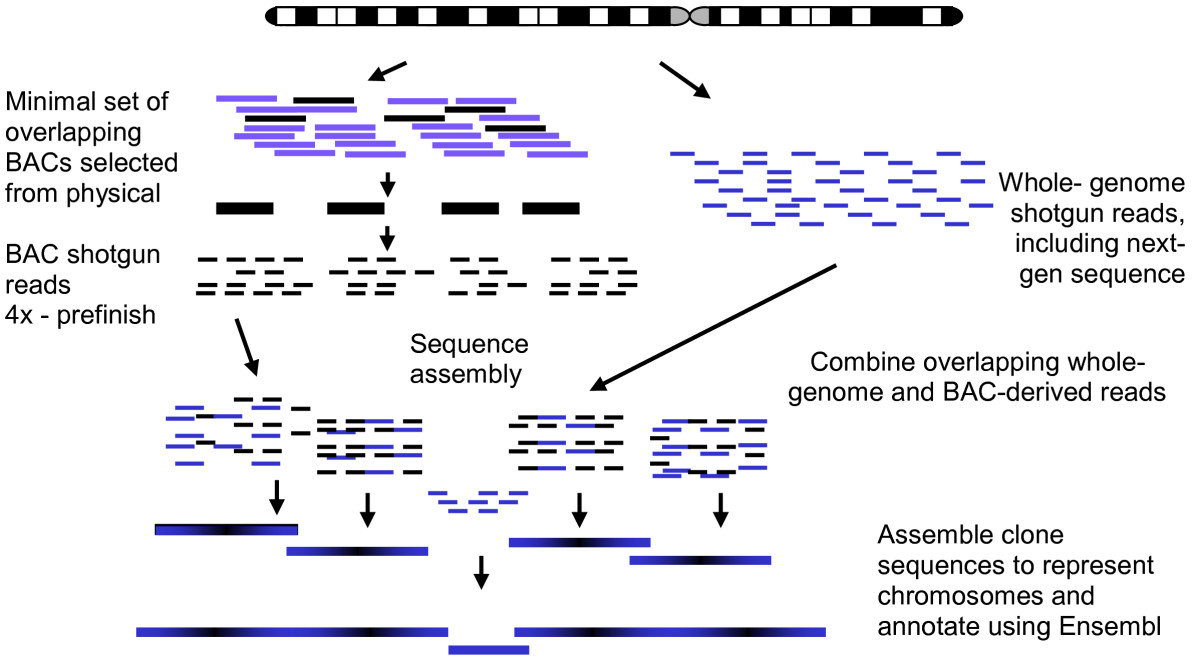 Minimal set of
overlapping
BACs selected
from physical
Whole- genome
shotgun reads,
including next-
gen sequence
BAC shotgun
reads
4x - prefinish
Sequence
assembly
Combine overlapping whole-
genome and BAC-derived reads
Assemble clone
sequences to represent
chromosomes and
annotate using Ensembl